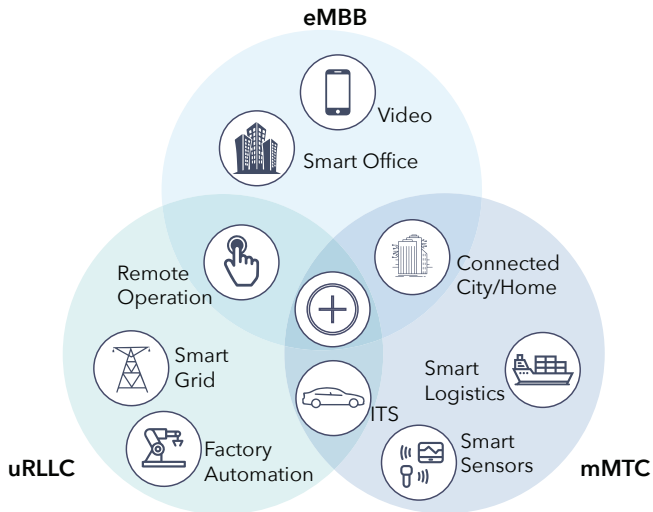 eMBB
Video
Smart Office
Remote
Operation
Connected
City/Home
Smart
Grid
Smart
Logistics
ITS
Factory
Automation
Smart
Sensors
uRLLC
mMTC